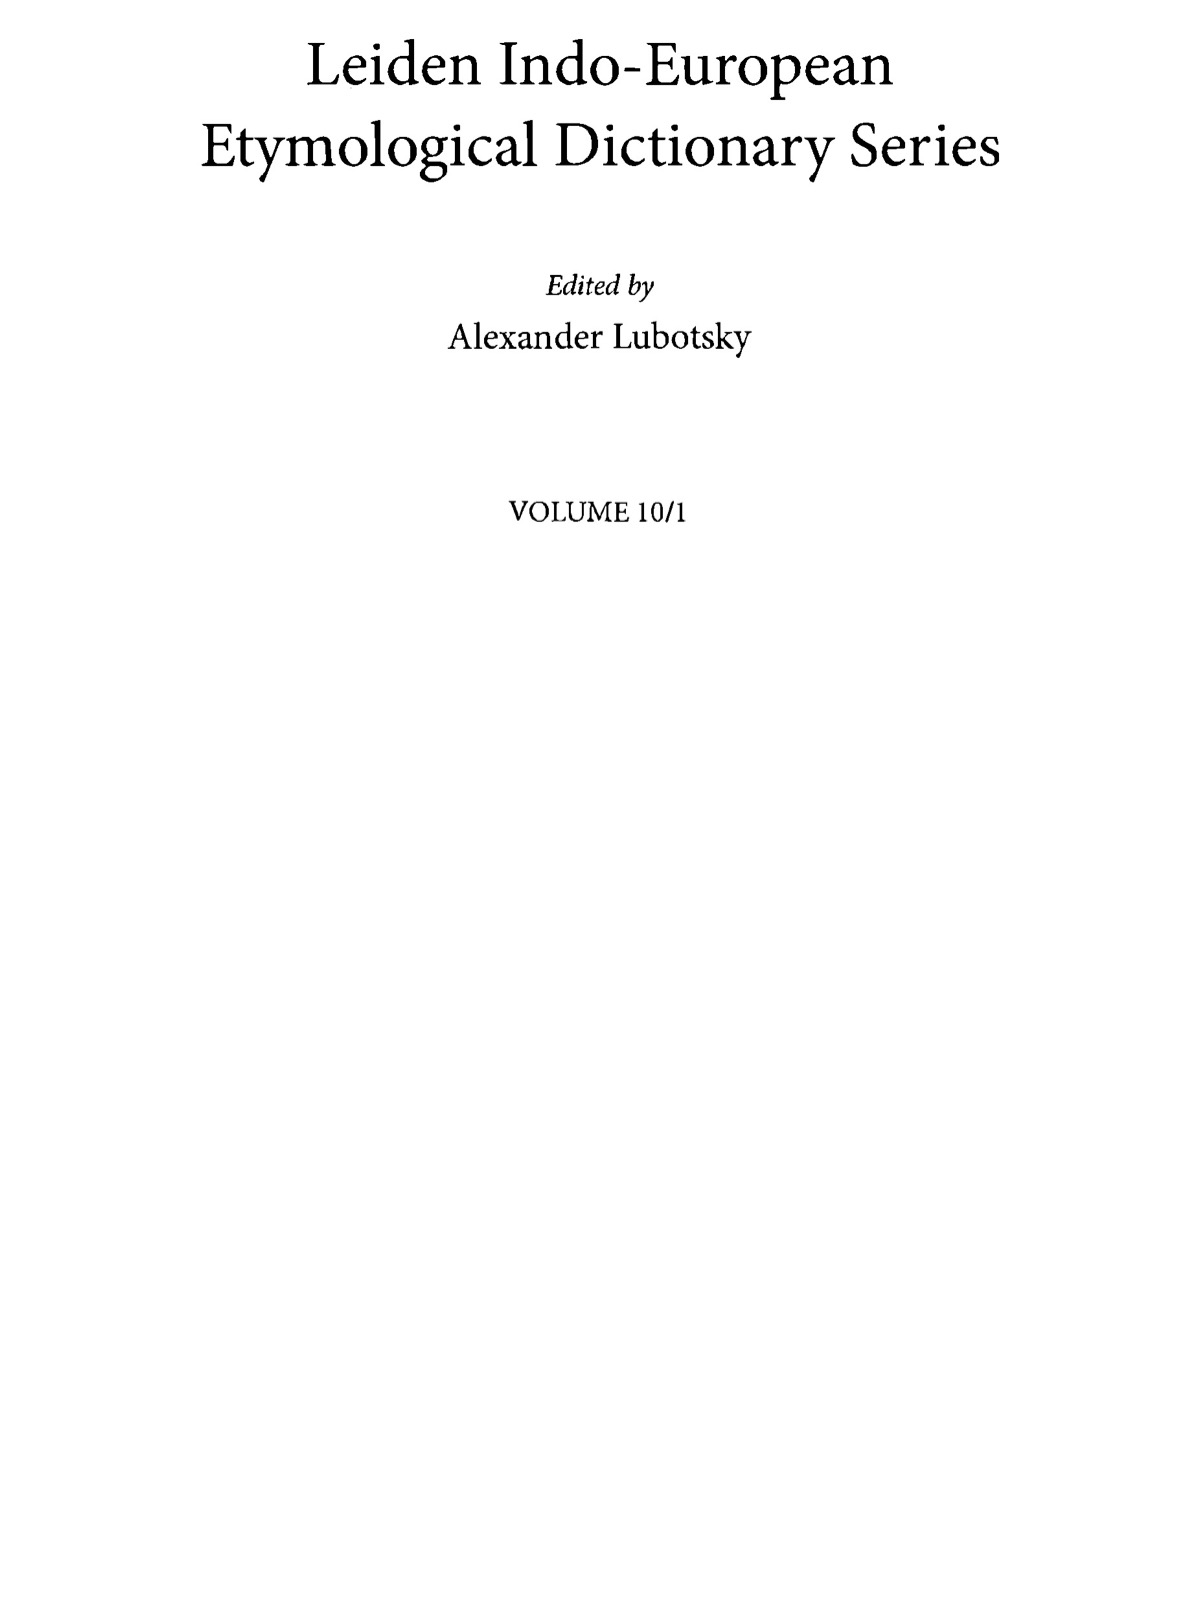 Leiden Indo-European
Etymological Dictionary Series
Edited by
Alexander Lubotsky
VOLUME 10/1